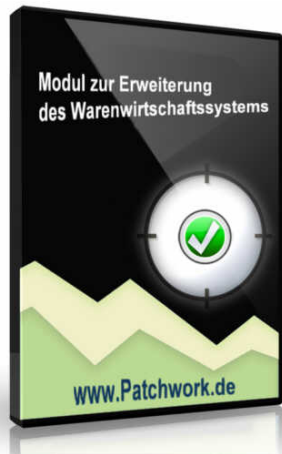 Modul zur Erweiterung
des Warenwirtschaftssystems
www.Patchwork.de